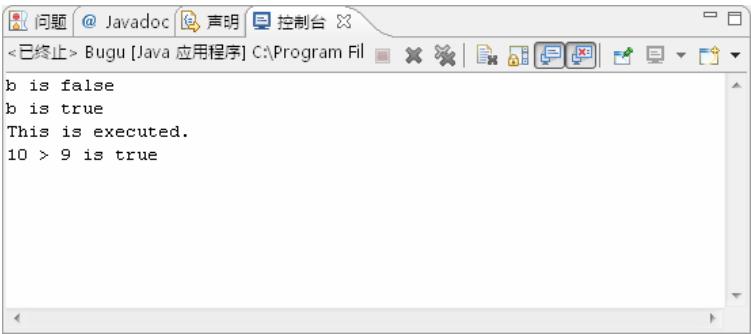 问题 @ Javadoc 声明 控制台
<已终止> Bugu [Java 应用程序] C:\Program Fil
b is false
b is true
This is executed.
10 > 9 is true